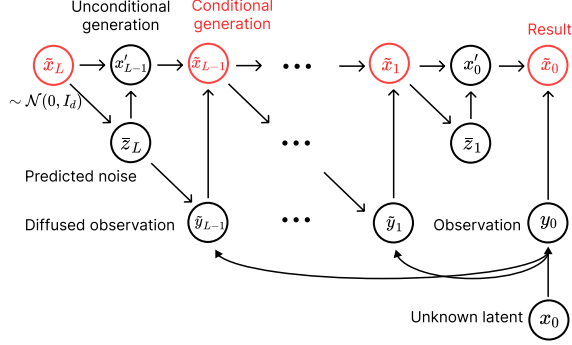 Unconditional generation
Conditional generation
Result
x̃_L
x′_{L−1}
x̃_{L−1}
...
x̃_1
x′_0
x̃_0
∼ N(0, I_d)
z̄_L
...
z̄_1
Predicted noise
Diffused observation
ỹ_{L−1}
...
ỹ_1
Observation
y_0
Unknown latent
x_0